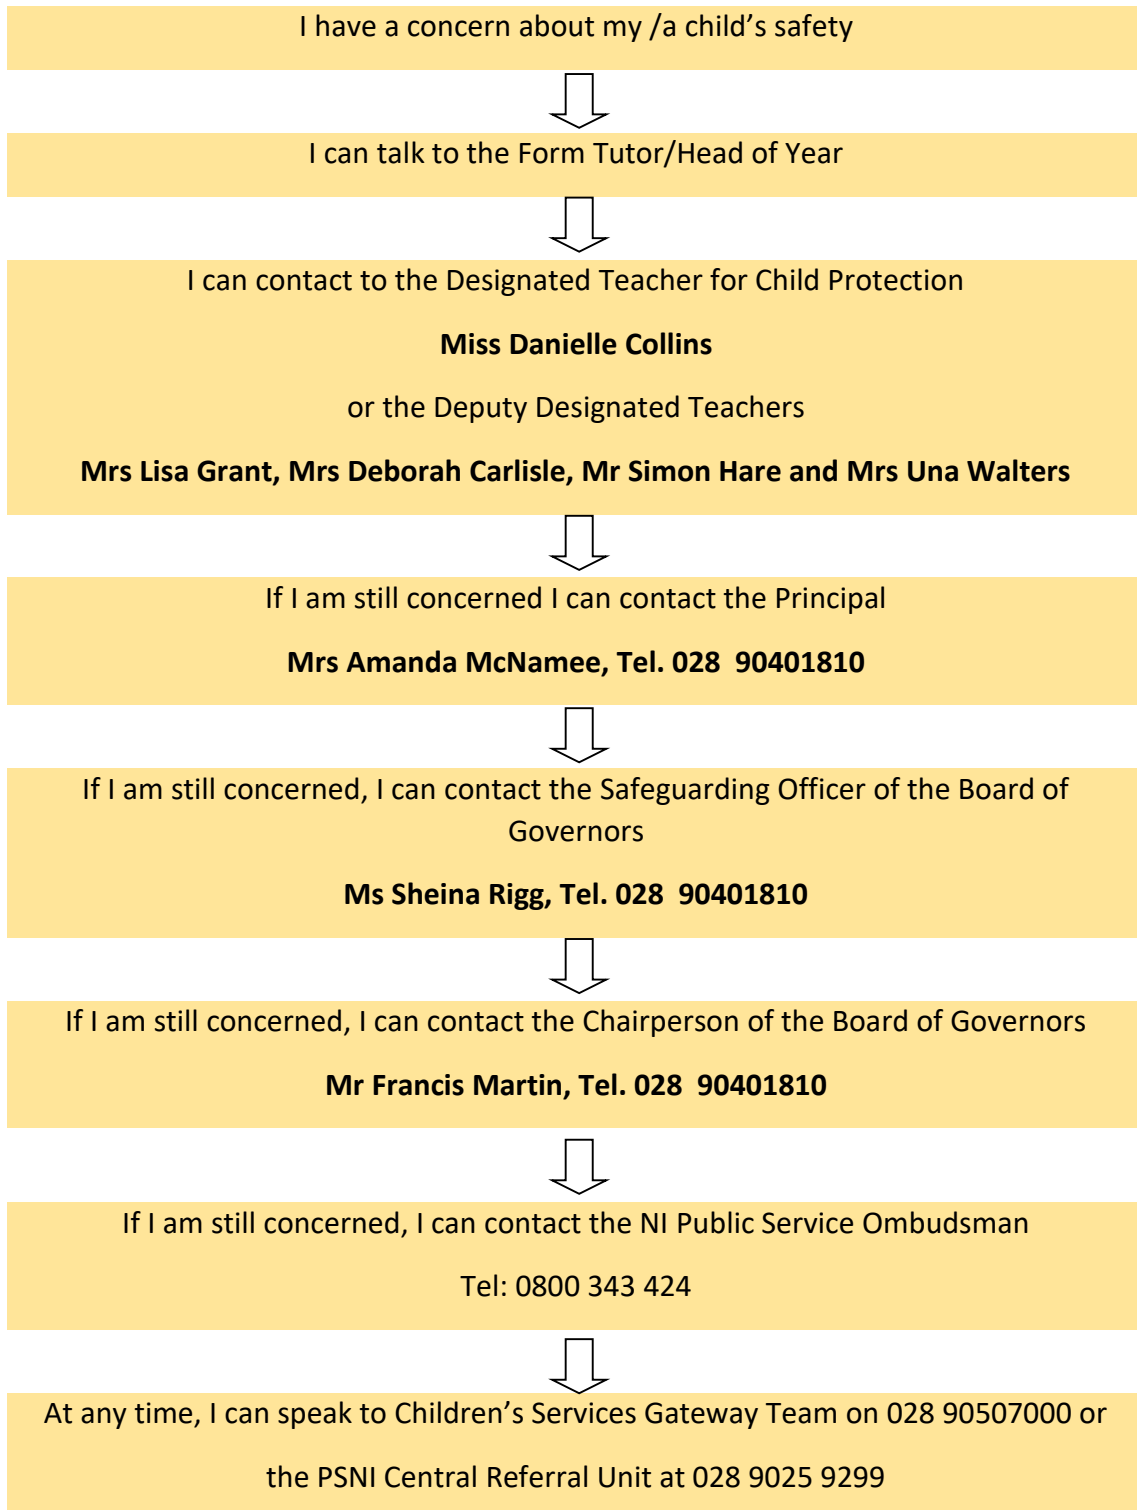 I have a concern about my /a child’s safety
I can talk to the Form Tutor/Head of Year
I can contact to the Designated Teacher for Child Protection
Miss Danielle Collins
or the Deputy Designated Teachers
Mrs Lisa Grant, Mrs Deborah Carlisle, Mr Simon Hare and Mrs Una Walters
If I am still concerned I can contact the Principal
Mrs Amanda McNamee, Tel. 028  90401810
If I am still concerned, I can contact the Safeguarding Officer of the Board of
Governors
Ms Sheina Rigg, Tel. 028  90401810
If I am still concerned, I can contact the Chairperson of the Board of Governors
Mr Francis Martin, Tel. 028  90401810
If I am still concerned, I can contact the NI Public Service Ombudsman
Tel: 0800 343 424
At any time, I can speak to Children’s Services Gateway Team on 028 90507000 or
the PSNI Central Referral Unit at 028 9025 9299